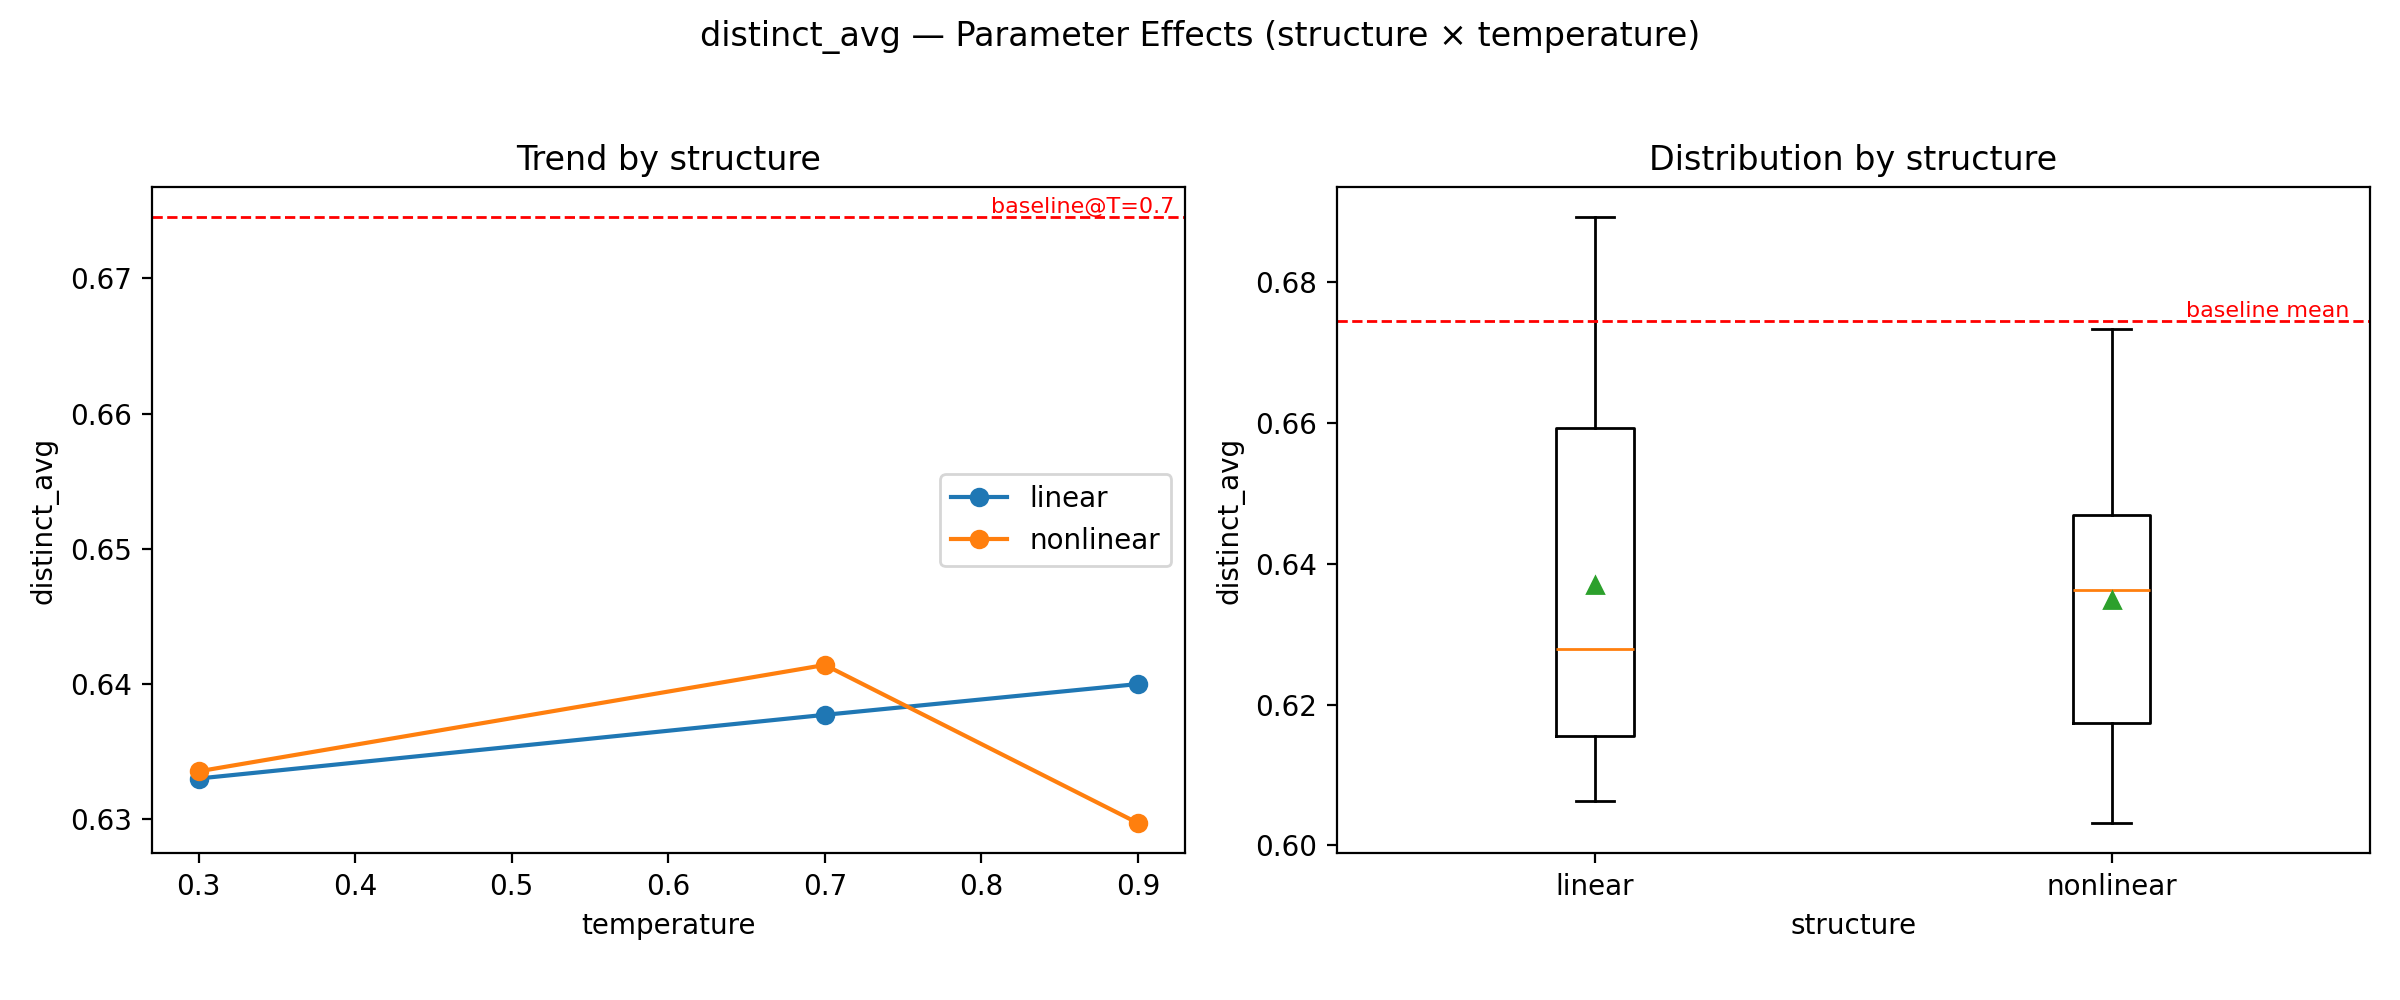 distinct_avg — Parameter Effects (structure × temperature)
Trend by structure
baseline@T=0.7
0.67
0.66
0.65
0.64
0.63
distinct_avg
linear
nonlinear
0.3 0.4 0.5 0.6 0.7 0.8 0.9
temperature
Distribution by structure
baseline mean
0.68
0.66
0.64
0.62
0.60
distinct_avg
linear nonlinear
structure